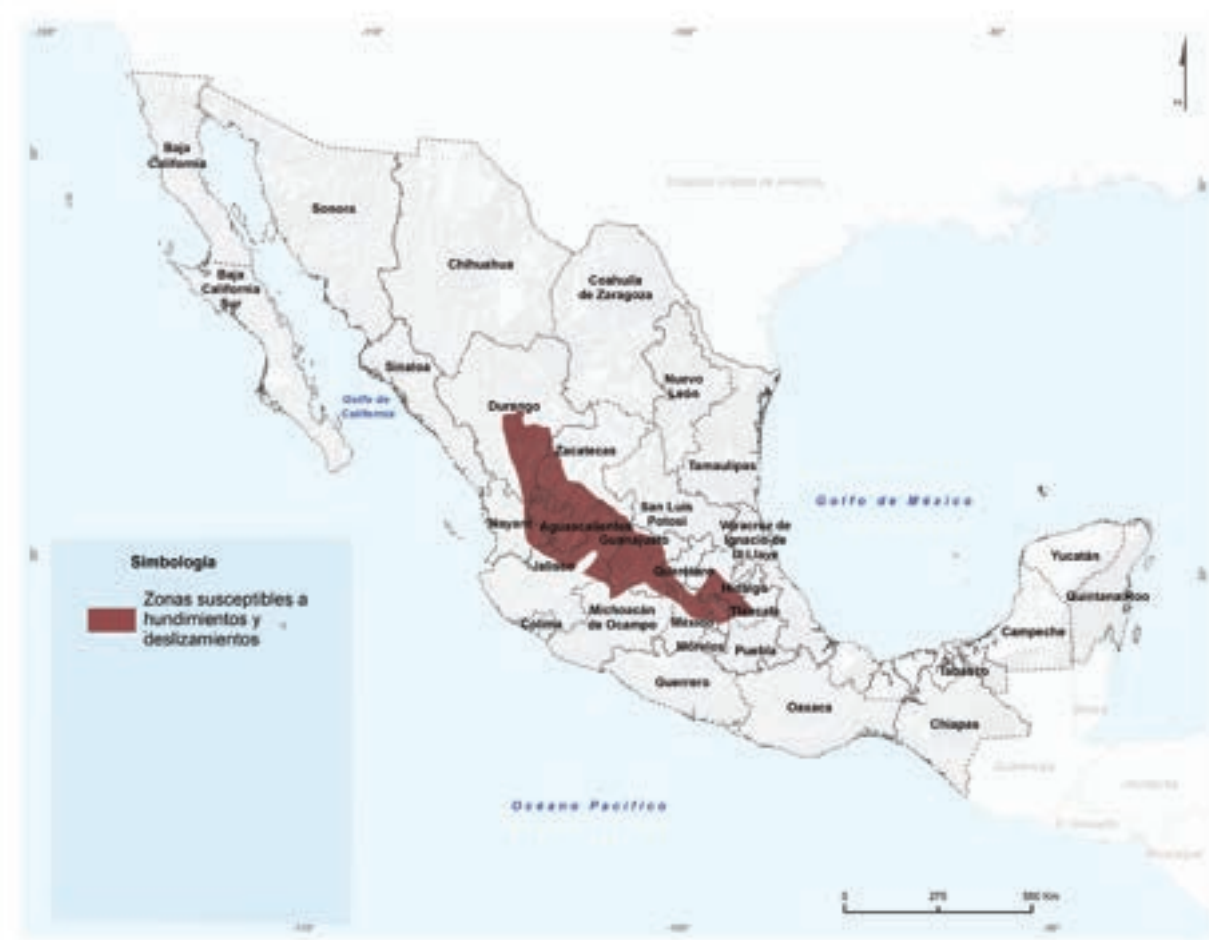 Baja
California
Sonora
Chihuahua
Coahuila
de Zaragoza
Baja
California
Sur
Sinaloa
Nuevo
León
Golfo de
California
Durango
Zacatecas
Tamaulipas
Golfo de México
San Luis
Potosí
Nayarit
Aguascalientes
Guanajuato
Veracruz de
Ignacio de
la Llave
Yucatán
Jalisco
Querétaro
Hidalgo
Quintana Roo
Michoacán
de Ocampo
México
Tlaxcala
Colima
Campeche
Morelos
Puebla
Tabasco
Guerrero
Oaxaca
Chiapas
Océano Pacífico
Simbología
Zonas susceptibles a
hundimientos y
deslizamientos
0 275 550 Km